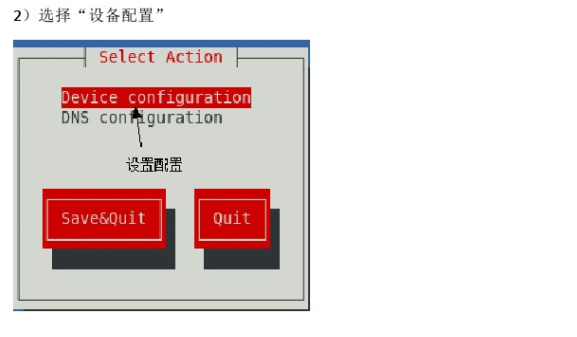 2）选择“设备配置”
Select Action
Device configuration
DNS configuration
设置配置
Save&Quit
Quit